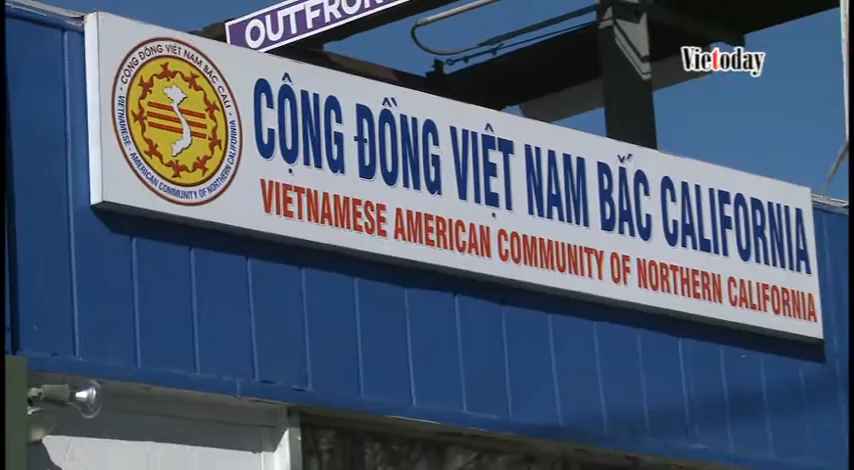 OUTFRONT
Vietoday
CỘNG ĐỒNG VIỆT NAM BẮC CALIFORNIA
VIETNAMESE AMERICAN COMMUNITY OF NORTHERN CALIFORNIA
CỘNG ĐỒNG VIỆT NAM BẮC CALI
VIETNAMESE - AMERICAN COMMUNITY OF NORTHERN CALIFORNIA